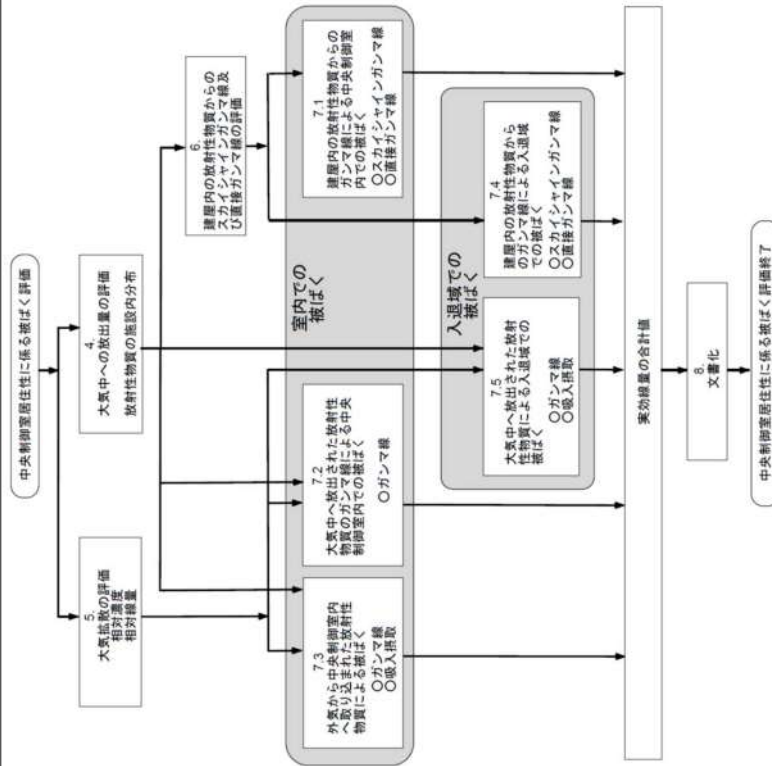 中央制御室居住性に係る被ばく評価
5.
大気拡散の評価
相対濃度
相対線量
4.
大気中への放出量の評価
放射性物質の施設内分布
6.
建屋内の放射性物質からの
スカイシャインガンマ線及
び直接ガンマ線の評価
室内での
被ばく
7.3
外気から中央制御室内
へ取り込まれた放射性
物質による被ばく
○ガンマ線
○吸入摂取
7.2
大気中へ放出された放射性
物質のガンマ線による中央
制御室内での被ばく
○ガンマ線
7.1
建屋内の放射性物質からの
ガンマ線による中央制御室
内での被ばく
○スカイシャインガンマ線
○直接ガンマ線
入退域での
被ばく
7.5
大気中へ放出された放射
性物質による入退域での
被ばく
○ガンマ線
○吸入摂取
7.4
建屋内の放射性物質から
のガンマ線による入退域
での被ばく
○スカイシャインガンマ線
○直接ガンマ線
実効線量の合計値
8.
文書化
中央制御室居住性に係る被ばく評価終了